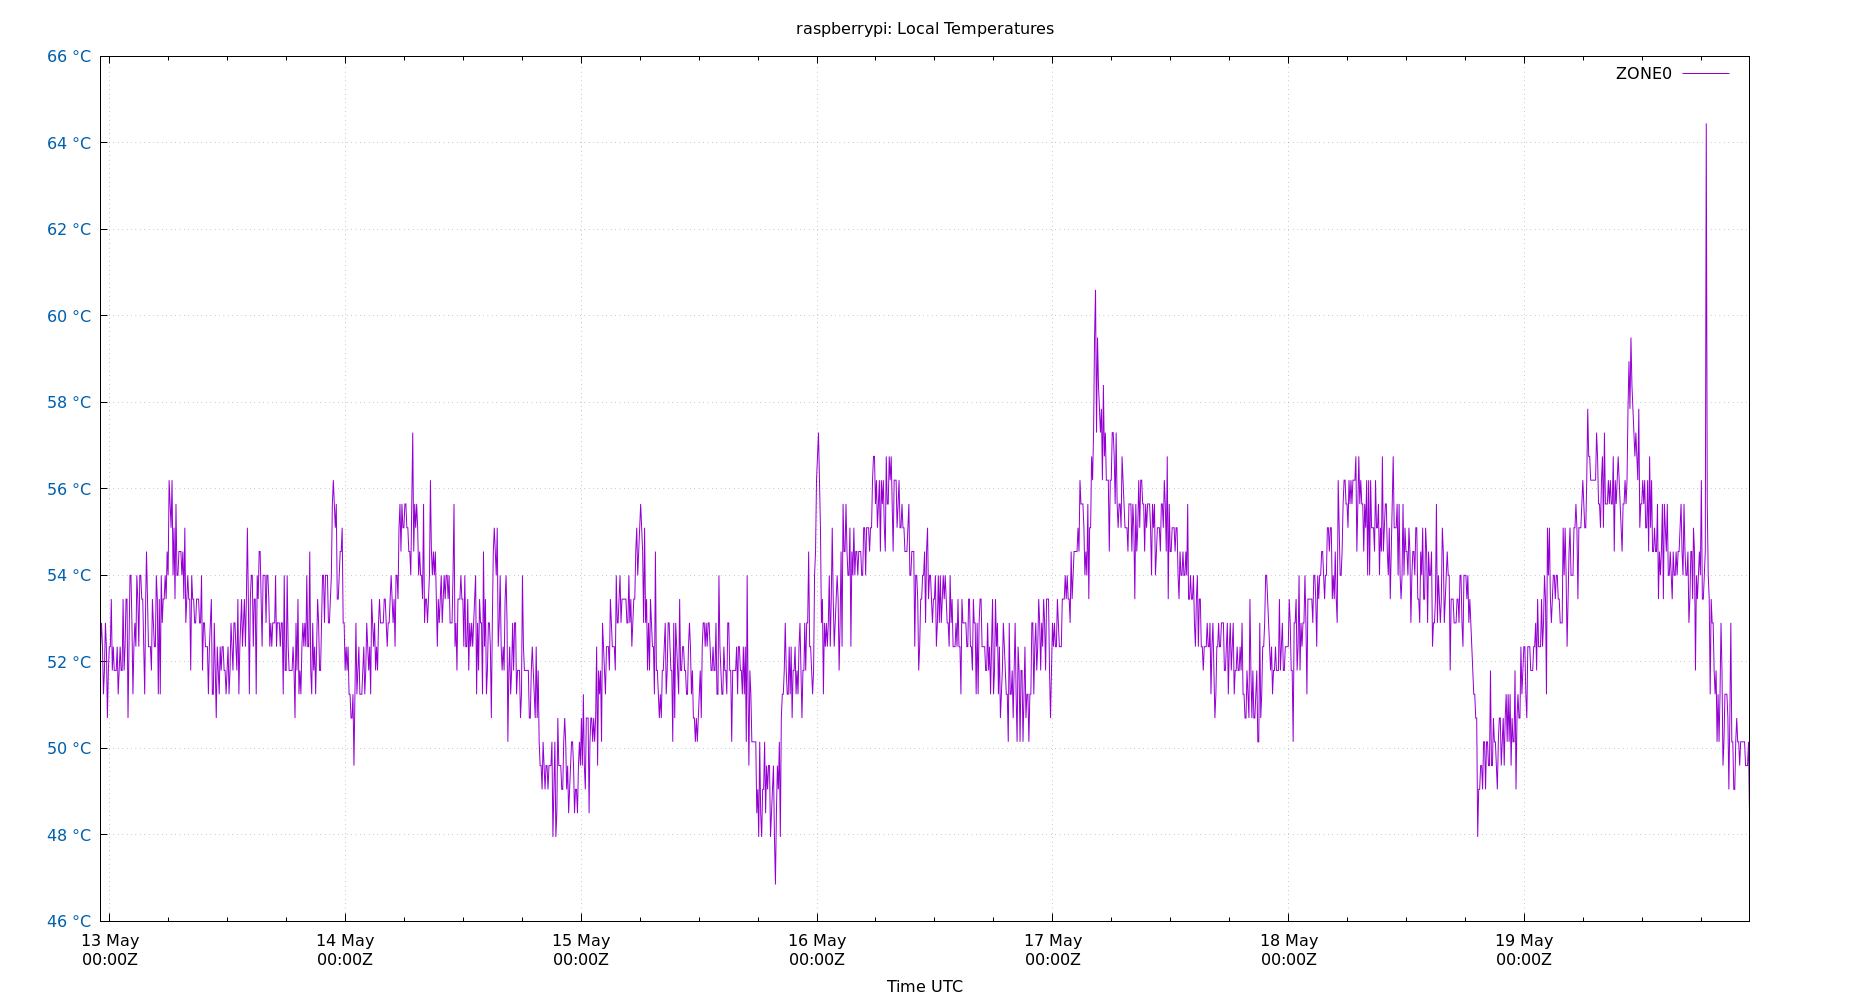 raspberrypi: Local Temperatures
66 °C
64 °C
62 °C
60 °C
58 °C
56 °C
54 °C
52 °C
50 °C
48 °C
46 °C
ZONE0
13 May 14 May 15 May 16 May 17 May 18 May 19 May
00:00Z 00:00Z 00:00Z 00:00Z 00:00Z 00:00Z 00:00Z
Time UTC